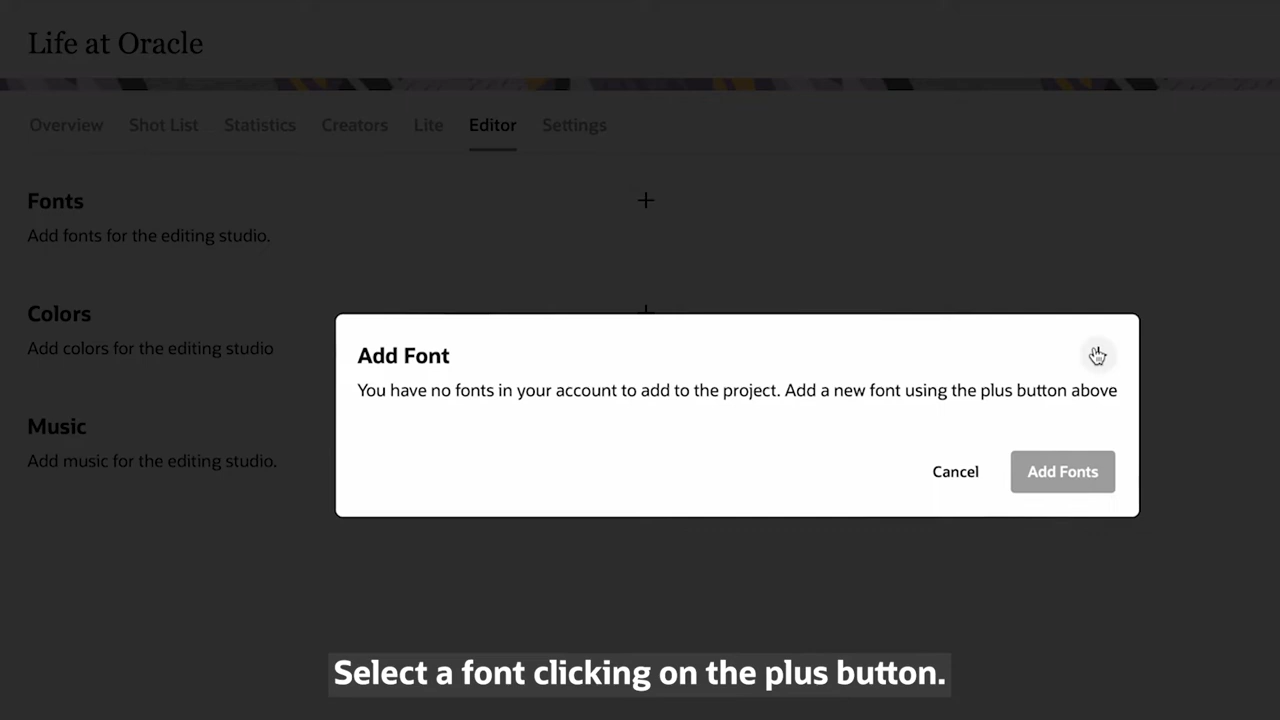 Life at Oracle
Overview Shot List Statistics Creators Lite Editor Settings
Fonts
Add fonts for the editing studio.
Colors
Add colors for the editing studio
Music
Add music for the editing studio.
Add Font
You have no fonts in your account to add to the project. Add a new font using the plus button above
Cancel Add Fonts
Select a font clicking on the plus button.